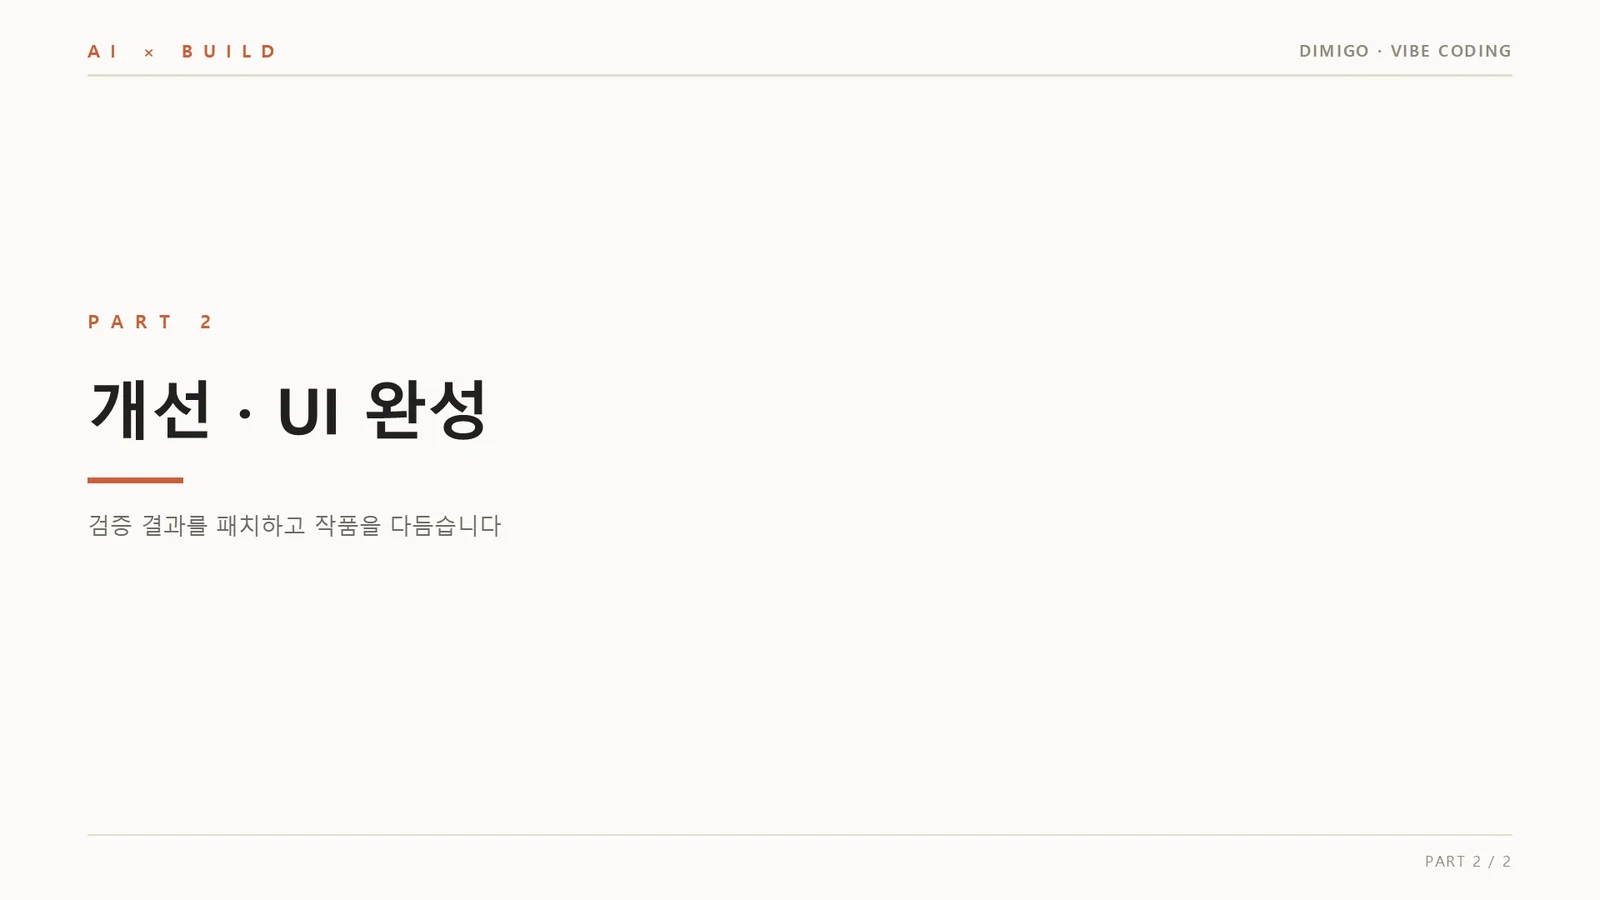 AI × BUILD
DIMIGO · VIBE CODING
PART 2
개선 · UI 완성
검증 결과를 패치하고 작품을 다듬습니다
PART 2 / 2